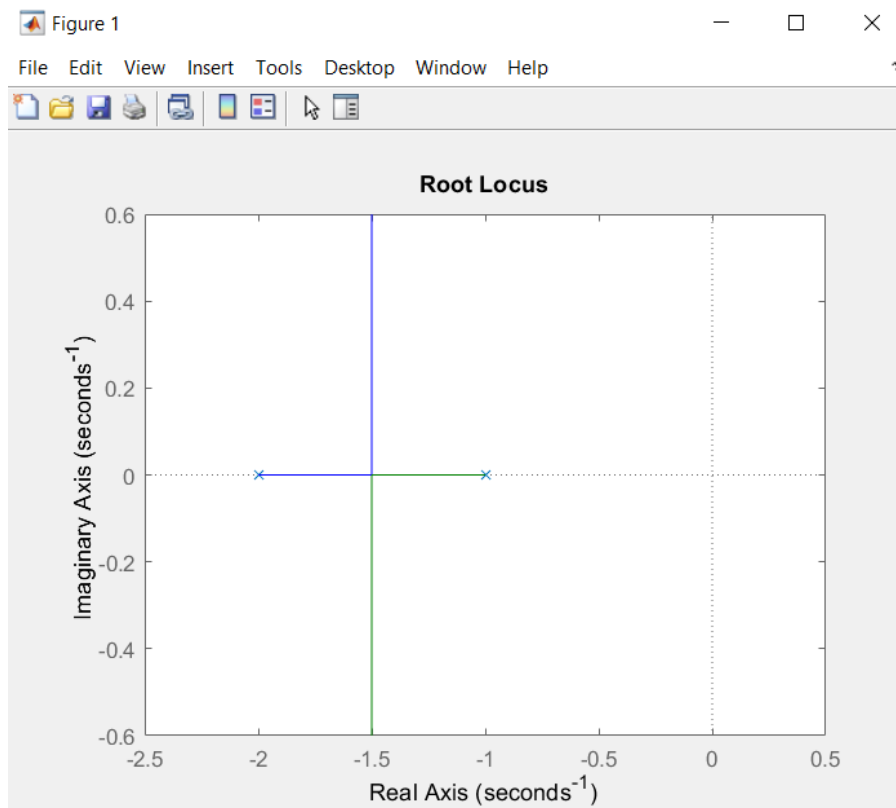 Figure 1
File Edit View Insert Tools Desktop Window Help
Root Locus
0.6
0.4
0.2
0
-0.2
-0.4
-0.6
Imaginary Axis (seconds⁻¹)
-2.5 -2 -1.5 -1 -0.5 0 0.5
Real Axis (seconds⁻¹)